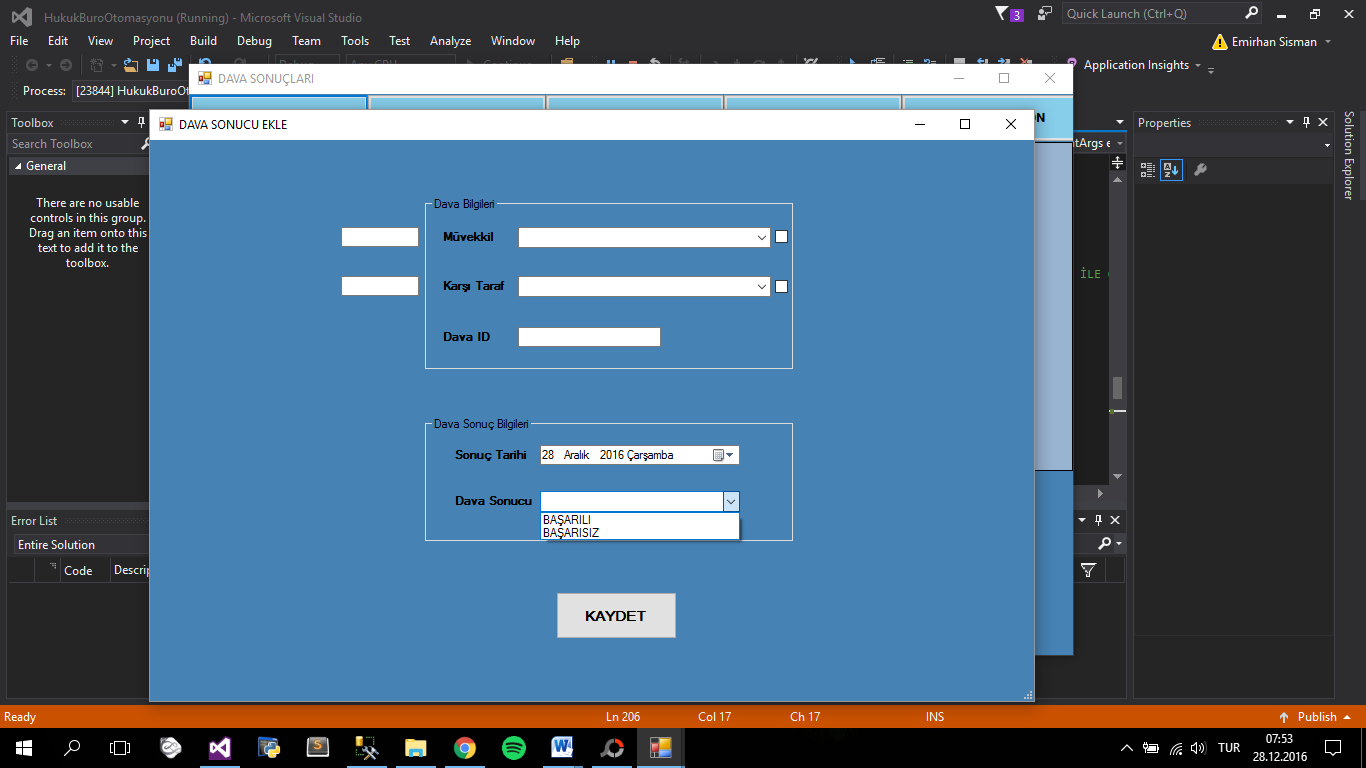 HukukBuroOtomasyonu (Running) - Microsoft Visual Studio
3
Quick Launch (Ctrl+Q)
File Edit View Project Build Debug Team Tools Test Analyze Window Help
Emirhan Sisman
Application Insights
Process: [23844] HukukBuroOt
DAVA SONUÇLARI
ON
DAVA SONUCU EKLE
Toolbox
Search Toolbox
General
There are no usable
controls in this group.
Drag an item onto this
text to add it to the
toolbox.
Dava Bilgileri
Müvekkil
Karşı Taraf
Dava ID
Dava Sonuç Bilgileri
Sonuç Tarihi 28 Aralık 2016 Çarşamba
Dava Sonucu
BAŞARILI
BAŞARISIZ
KAYDET
ntArgs e
İLE
Properties
Solution Explorer
Error List
Entire Solution
Code Descrip
Ready Ln 206 Col 17 Ch 17 INS Publish
TUR
07:53
28.12.2016